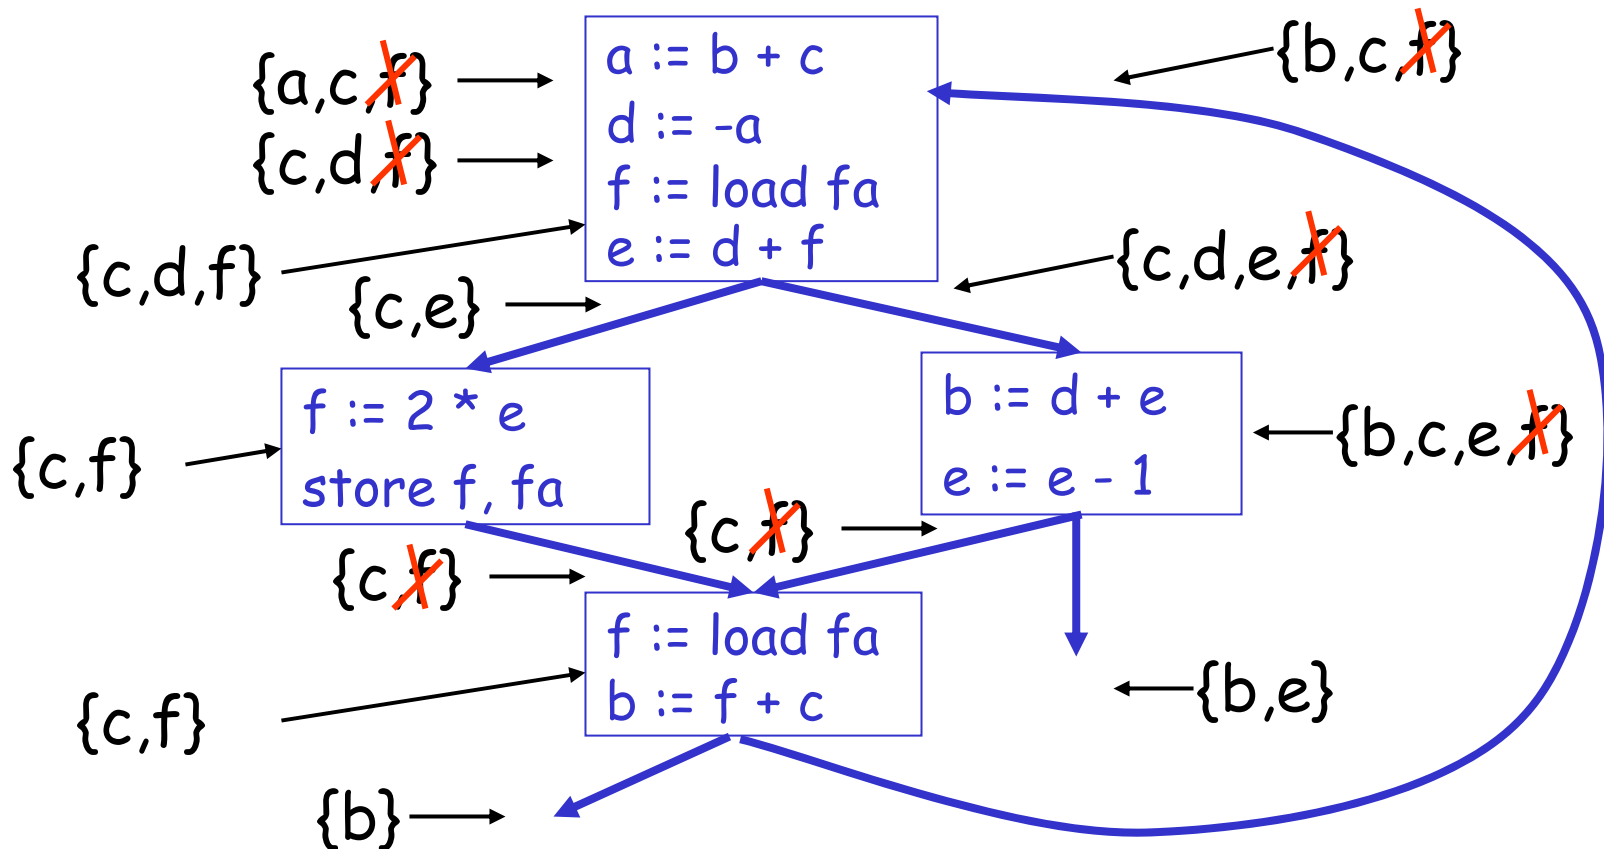 a := b + c
{b,c,f}
{a,c,f}
d := -a
{c,d,f}
f := load fa
{c,d,f}
e := d + f
{c,d,e,f}
{c,e}
f := 2 * e
b := d + e
{b,c,e,f}
{c,f}
store f, fa
e := e - 1
{c,f}
{c,f}
f := load fa
{c,f}
b := f + c
{b,e}
{b}